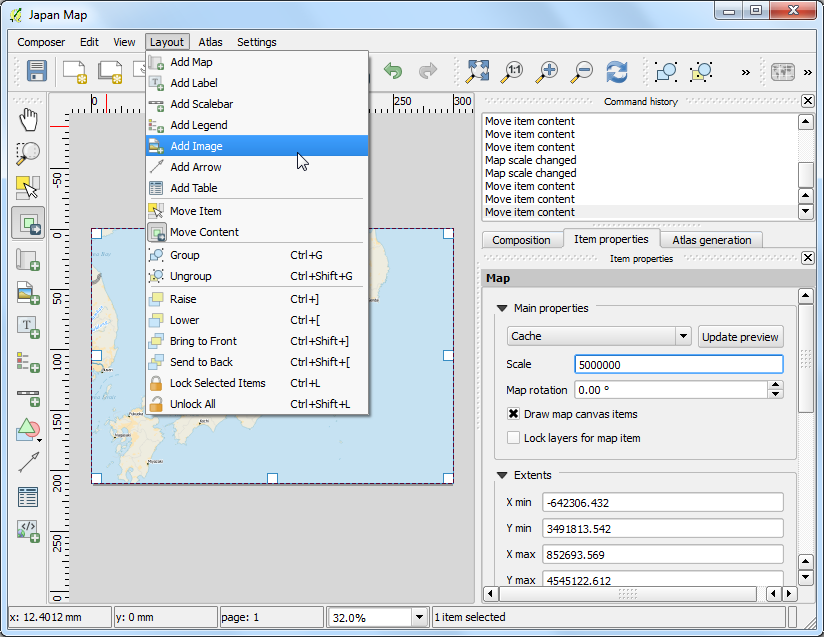 Japan Map
Composer Edit View Layout Atlas Settings
Add Map
Add Label
Add Scalebar
Add Legend
Add Image
Add Arrow
Add Table
Move Item
Move Content
Group Ctrl+G
Ungroup Ctrl+Shift+G
Raise Ctrl+]
Lower Ctrl+[
Bring to Front Ctrl+Shift+]
Send to Back Ctrl+Shift+[
Lock Selected Items Ctrl+L
Unlock All Ctrl+Shift+L
1:1
» »
0 250 300
-50
0
50
100
150
200
250
300
Command history
Move item content
Move item content
Move item content
Map scale changed
Map scale changed
Move item content
Move item content
Move item content
Composition Item properties Atlas generation
Item properties
Map
Main properties
Cache Update preview
Scale 5000000
Map rotation 0.00 °
Draw map canvas items
Lock layers for map item
Extents
X min -642306.432
Y min 3491813.542
X max 852693.569
Y max 4545122.612
x: 12.4012 mm y: 0 mm page: 1 32.0% 1 item selected